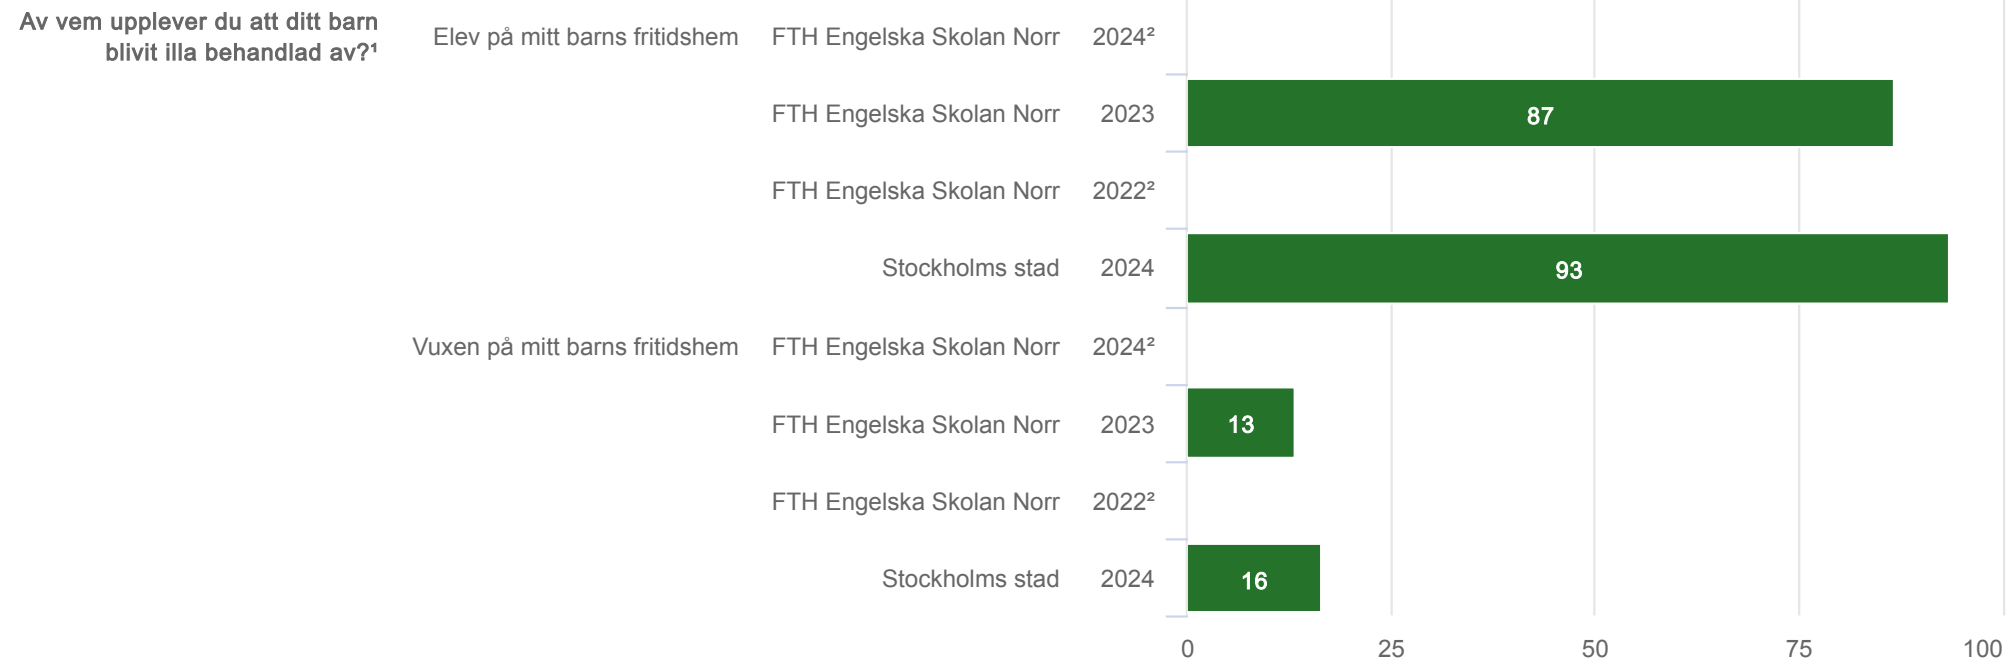 Av vem upplever du att ditt barn
blivit illa behandlad av?¹
Elev på mitt barns fritidshem FTH Engelska Skolan Norr 2024²
FTH Engelska Skolan Norr 2023 87
FTH Engelska Skolan Norr 2022²
Stockholms stad 2024 93
Vuxen på mitt barns fritidshem FTH Engelska Skolan Norr 2024²
FTH Engelska Skolan Norr 2023 13
FTH Engelska Skolan Norr 2022²
Stockholms stad 2024 16
0 25 50 75 100